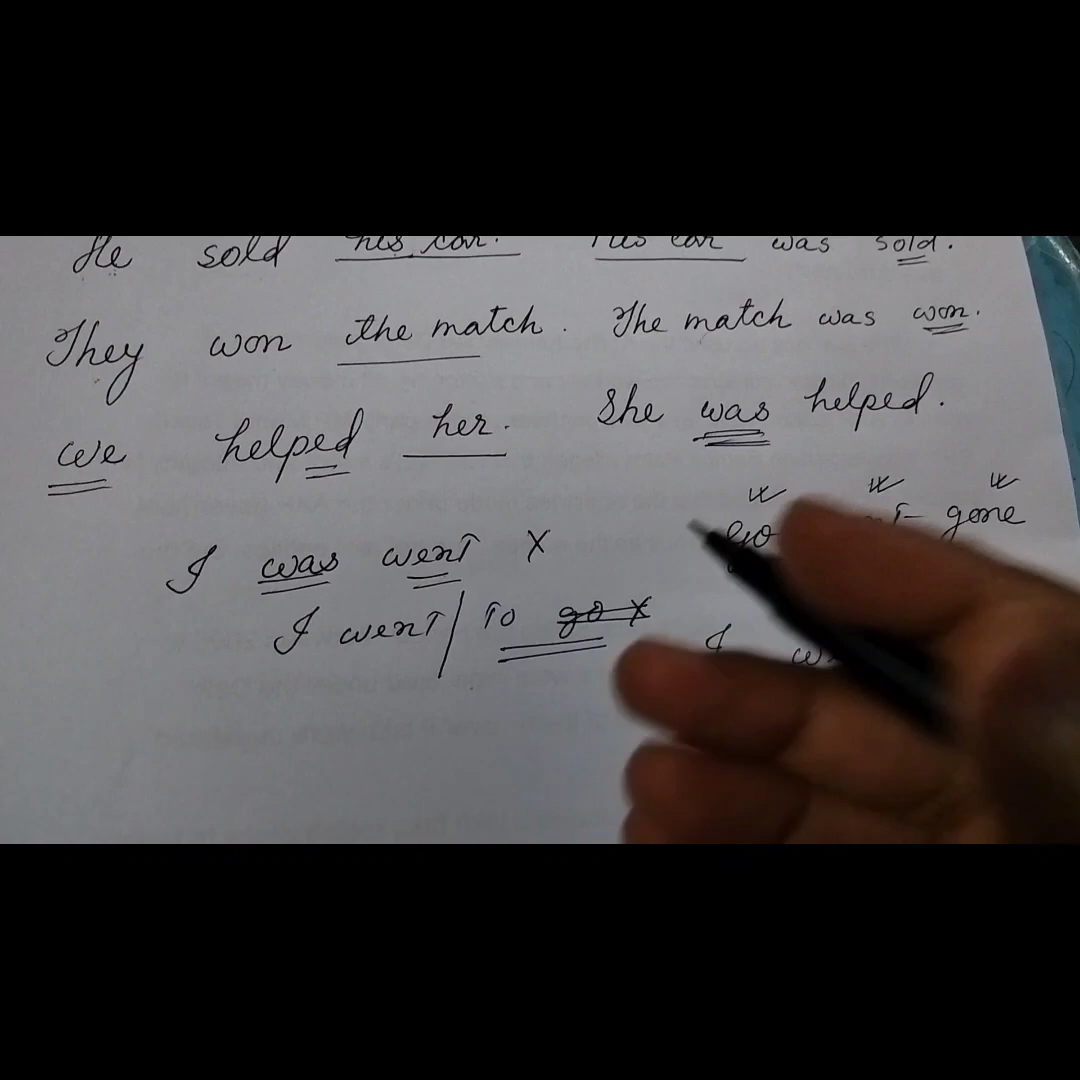 He sold his car. His car was sold.
They won the match. The match was won.
we helped her. She was helped.
go gone
I was went X
I went / To go X I